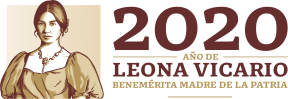 2020
AÑO DE
LEONA VICARIO
BENEMÉRITA MADRE DE LA PATRIA